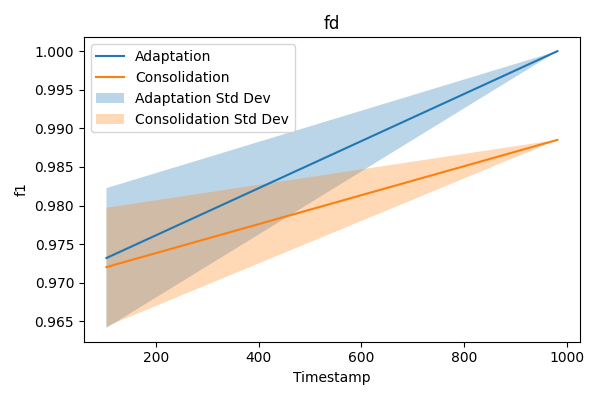 fd
f1
1.000
0.995
0.990
0.985
0.980
0.975
0.970
0.965
Adaptation
Consolidation
Adaptation Std Dev
Consolidation Std Dev
200
400
600
800
1000
Timestamp